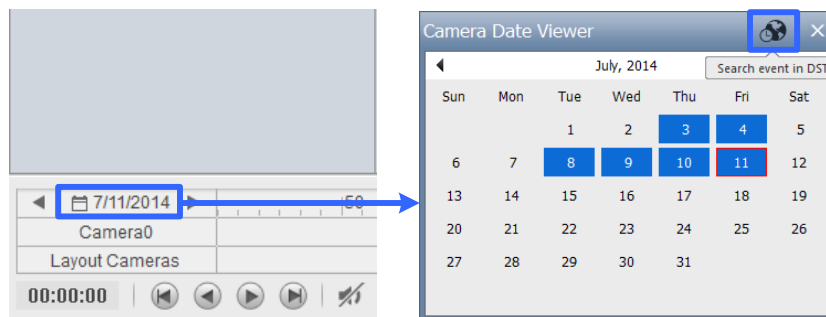 7/11/2014
Camera0
Layout Cameras
00:00:00
Camera Date Viewer
July, 2014
Search event in DST
Sun Mon Tue Wed Thu Fri Sat
1 2 3 4 5
6 7 8 9 10 11 12
13 14 15 16 17 18 19
20 21 22 23 24 25 26
27 28 29 30 31